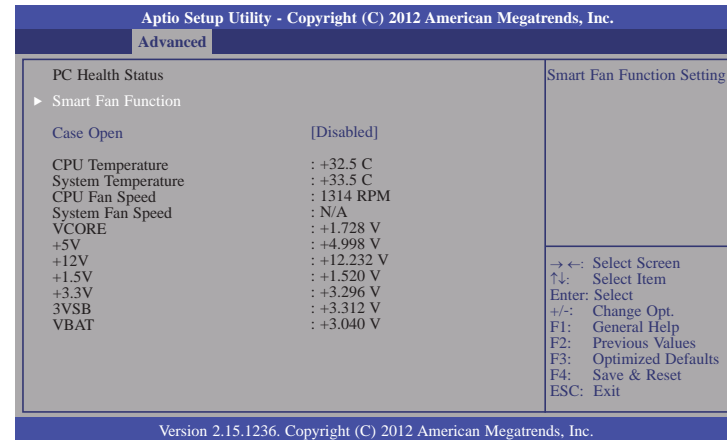 Aptio Setup Utility - Copyright (C) 2012 American Megatrends, Inc.
Advanced
PC Health Status
► Smart Fan Function
Case Open [Disabled]
CPU Temperature : +32.5 C
System Temperature : +33.5 C
CPU Fan Speed : 1314 RPM
System Fan Speed : N/A
VCORE : +1.728 V
+5V : +4.998 V
+12V : +12.232 V
+1.5V : +1.520 V
+3.3V : +3.296 V
3VSB : +3.312 V
VBAT : +3.040 V
Smart Fan Function Setting
→ ←: Select Screen
↑↓: Select Item
Enter: Select
+/-: Change Opt.
F1: General Help
F2: Previous Values
F3: Optimized Defaults
F4: Save & Reset
ESC: Exit
Version 2.15.1236. Copyright (C) 2012 American Megatrends, Inc.